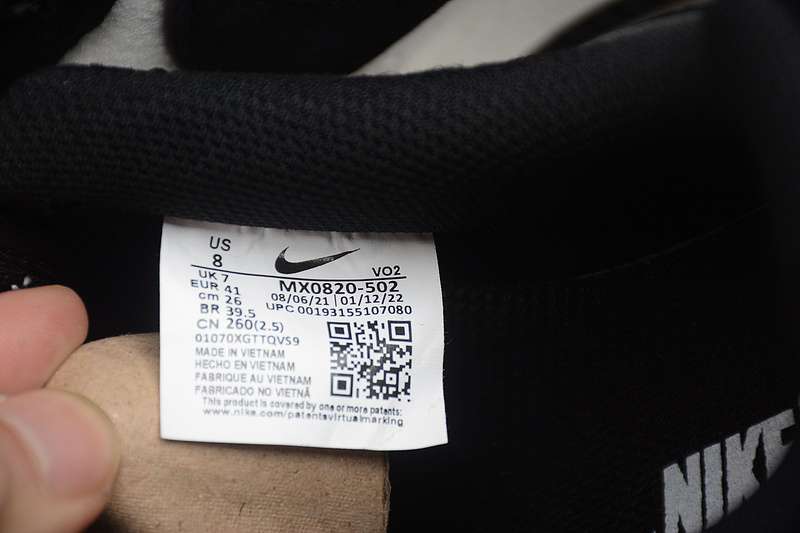 US
8
VO2
UK 7
EUR 41
cm 26
BR 39.5
CN 260(2.5)
MX0820-502
08/06/21 | 01/12/22
UPC 00193155107080
01070XGTTQVS9
MADE IN VIETNAM
HECHO EN VIETNAM
FABRIQUE AU VIETNAM
FABRICADO NO VIETNÃ
This product is covered by one or more patents:
www.nike.com/patentsvirtualmarking
NIKE